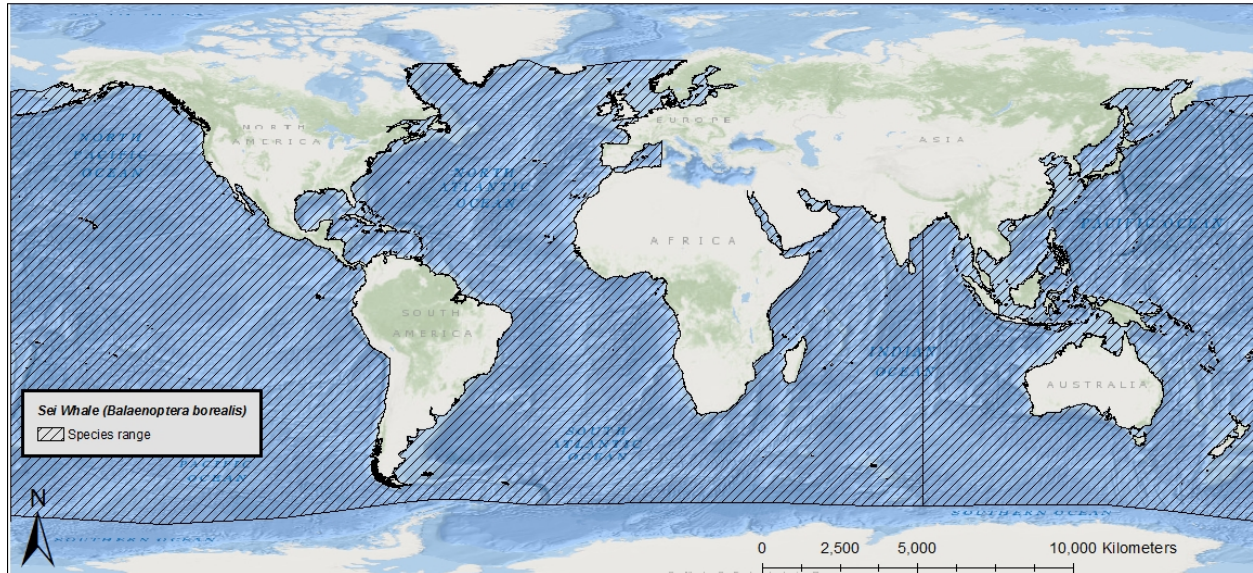 NORTH
PACIFIC
OCEAN
NORTH
AMERICA
EUROPE
ASIA
NORTH
ATLANTIC
OCEAN
PACIFIC OCEAN
AFRICA
SOUTH
AMERICA
INDIAN
OCEAN
AUSTRALIA
Sei Whale (Balaenoptera borealis)
Species range
SOUTH
ATLANTIC
OCEAN
PACIFIC
OCEAN
N
SOUTHERN OCEAN
SOUTHERN OCEAN
0 2,500 5,000 10,000 Kilometers